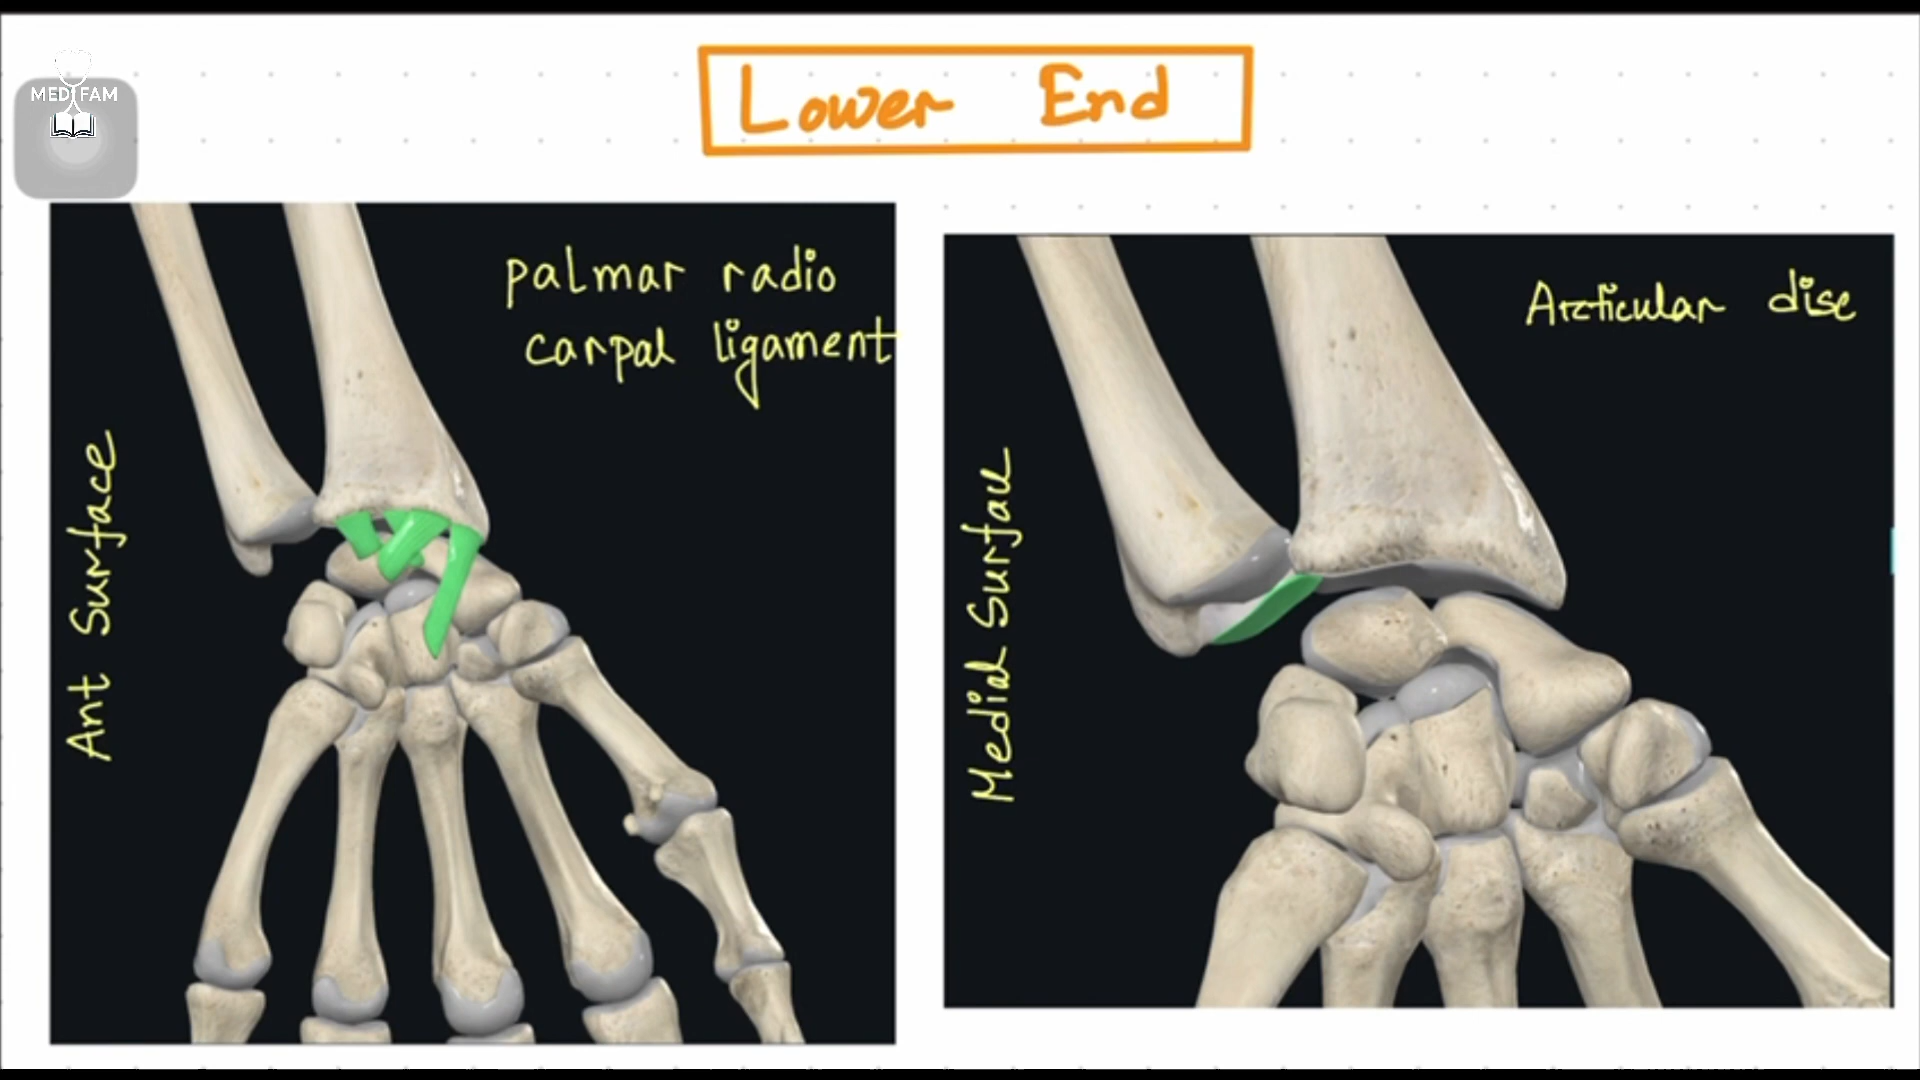 MEDIFAM
Lower End
palmar radio
carpal ligament
Ant Surface
Articular disc
Medial Surface